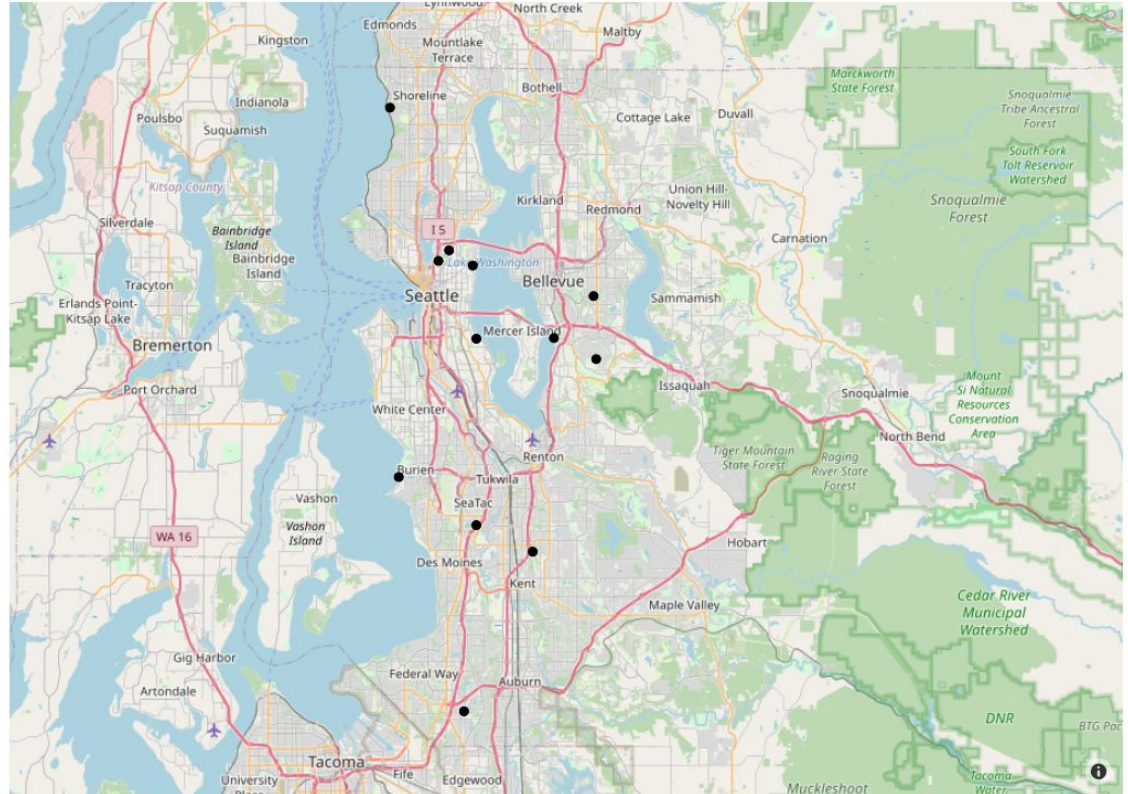 Lynnwood
North Creek
Edmonds
Maltby
Kingston
Mountlake
Terrace
Marckworth
State Forest
Bothell
Shoreline
Indianola
Snoqualmie
Tribe Ancestral
Forest
Poulsbo
Cottage Lake
Duvall
Suquamish
South Fork
Tolt Reservoir
Watershed
Kitsap County
Union Hill-
Novelty Hill
Kirkland
Redmond
Snoqualmie
Forest
Silverdale
Bainbridge
Island
I 5
Carnation
Bainbridge
Island
Lake Washington
Tracyton
Bellevue
Seattle
Sammamish
Erlands Point-
Kitsap Lake
Mercer Island
Bremerton
Port Orchard
Issaquah
Mount
Si Natural
Resources
Conservation
Area
Snoqualmie
White Center
North Bend
Tiger Mountain
State Forest
Raging
River State
Forest
Renton
Burien
Tukwila
Vashon
SeaTac
Vashon
Island
WA 16
Hobart
Des Moines
Kent
Cedar River
Municipal
Watershed
Maple Valley
Gig Harbor
Federal Way
Auburn
Artondale
DNR
BTG Pac
Tacoma
Fife
Edgewood
University
Tacoma
Water
Muckleshoot
i